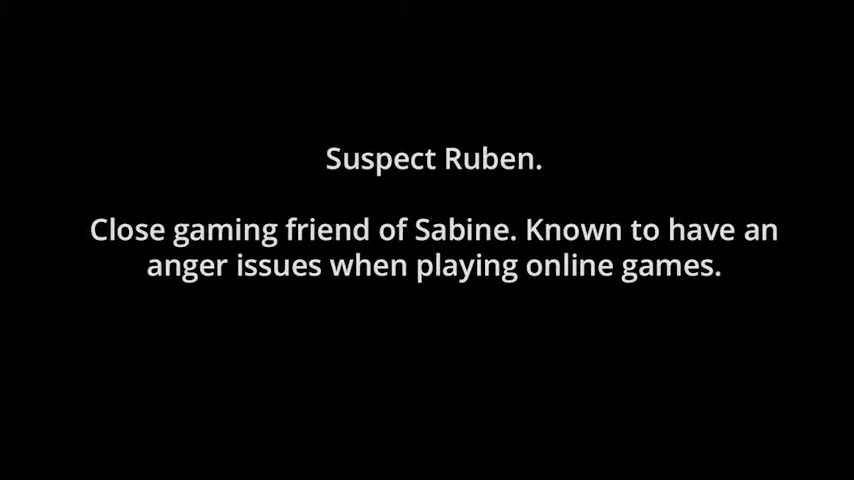 Suspect Ruben.
Close gaming friend of Sabine. Known to have an
anger issues when playing online games.